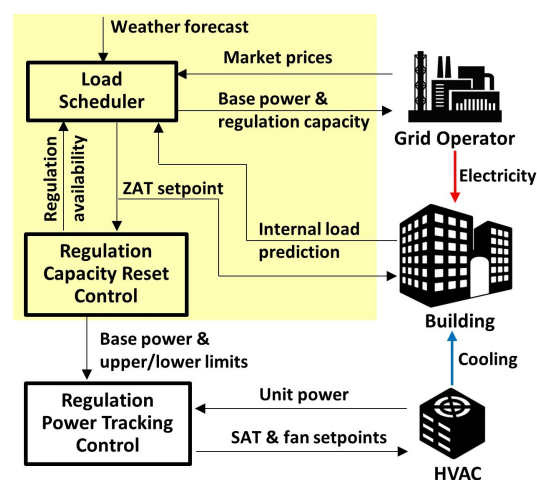 Weather forecast
Load
Scheduler
Market prices
Base power &
regulation capacity
Grid Operator
Electricity
Regulation
availability
ZAT setpoint
Internal load
prediction
Regulation
Capacity Reset
Control
Building
Base power &
upper/lower limits
Cooling
Regulation
Power Tracking
Control
Unit power
SAT & fan setpoints
HVAC